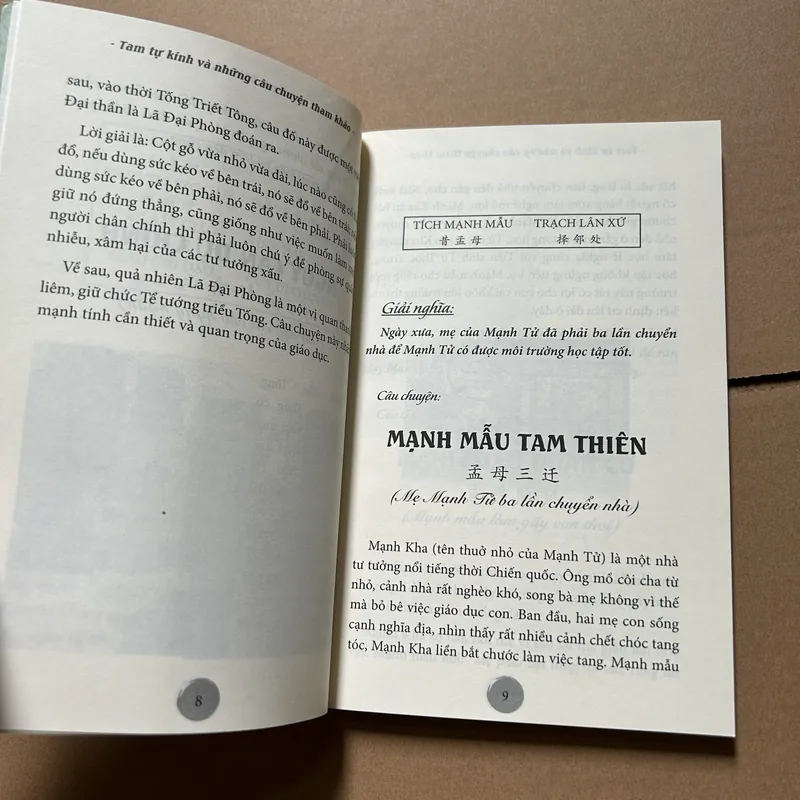 - Tam tự kính và những câu chuyện tham khảo -
sau, vào thời Tống Triết Tông, câu đố này được một
Đại thần là Lã Đại Phòng đoán ra.
Lời giải là: Cột gỗ vừa nhỏ vừa dài, lúc nào cũng có
đổ, nếu dùng sức kéo về bên trái, nó sẽ đổ về bên trái;
dùng sức kéo về bên phải, nó sẽ đổ về bên phải. Phải
giữ nó đứng thẳng, cũng giống như việc muốn làm
người chân chính thì phải luôn chú ý để phòng sự
nhiễu, xâm hại của các tư tưởng xấu.
Về sau, quả nhiên Lã Đại Phòng là một vị quan
liêm, giữ chức Tể tướng triều Tống. Câu chuyện này
mạnh tính cần thiết và quan trọng của giáo dục.
8
TÍCH MẠNH MẪU TRẠCH LÂN XỨ
昔孟母 择邻处
Giải nghĩa:
Ngày xưa, mẹ của Mạnh Tử đã phải ba lần chuyển
nhà để Mạnh Tử có được môi trường học tập tốt.
Câu chuyện:
MẠNH MẪU TAM THIÊN
孟母三迁
(Mẹ Mạnh Tử ba lần chuyển nhà)
Mạnh Kha (tên thuở nhỏ của Mạnh Tử) là một nhà
tư tưởng nổi tiếng thời Chiến quốc. Ông mồ côi cha từ
nhỏ, cảnh nhà rất nghèo khó, song bà mẹ không vì thế
mà bỏ bê việc giáo dục con. Ban đầu, hai mẹ con sống
cạnh nghĩa địa, nhìn thấy rất nhiều cảnh chết chóc tang
tóc, Mạnh Kha liền bắt chước làm việc tang. Mạnh mẫu
9